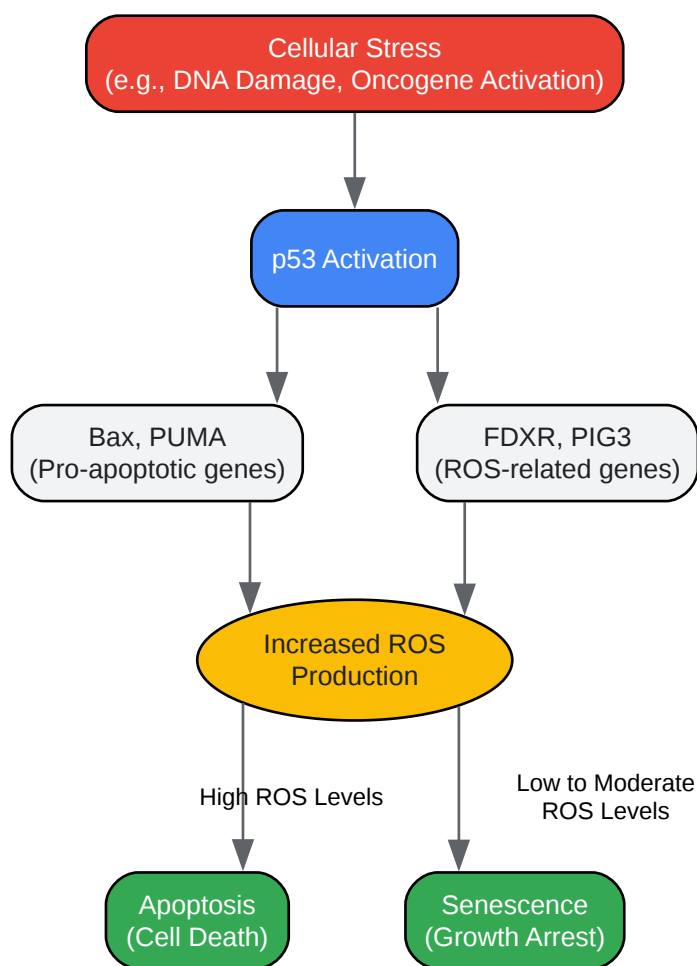 Cellular Stress
(e.g., DNA Damage, Oncogene Activation)
p53 Activation
Bax, PUMA
(Pro-apoptotic genes)
FDXR, PIG3
(ROS-related genes)
Increased ROS
Production
High ROS Levels
Low to Moderate
ROS Levels
Apoptosis
(Cell Death)
Senescence
(Growth Arrest)